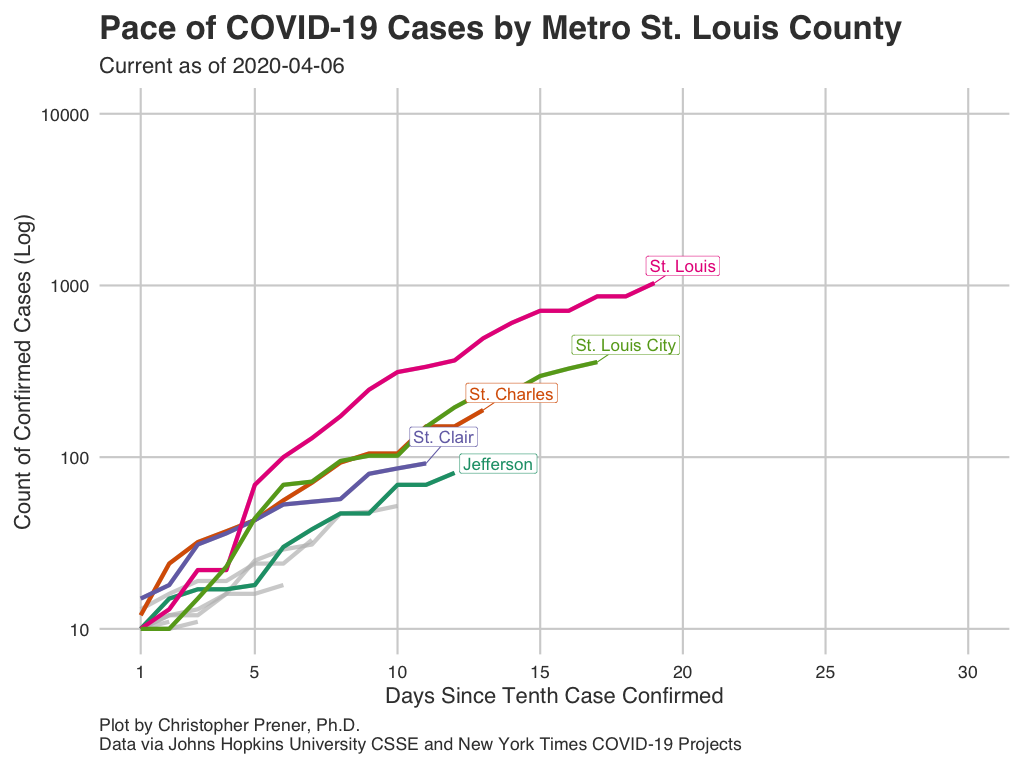 Pace of COVID-19 Cases by Metro St. Louis County
Current as of 2020-04-06
10000
1000
100
10
Count of Confirmed Cases (Log)
St. Louis
St. Louis City
St. Charles
St. Clair
Jefferson
1 5 10 15 20 25 30
Days Since Tenth Case Confirmed
Plot by Christopher Prener, Ph.D.
Data via Johns Hopkins University CSSE and New York Times COVID-19 Projects